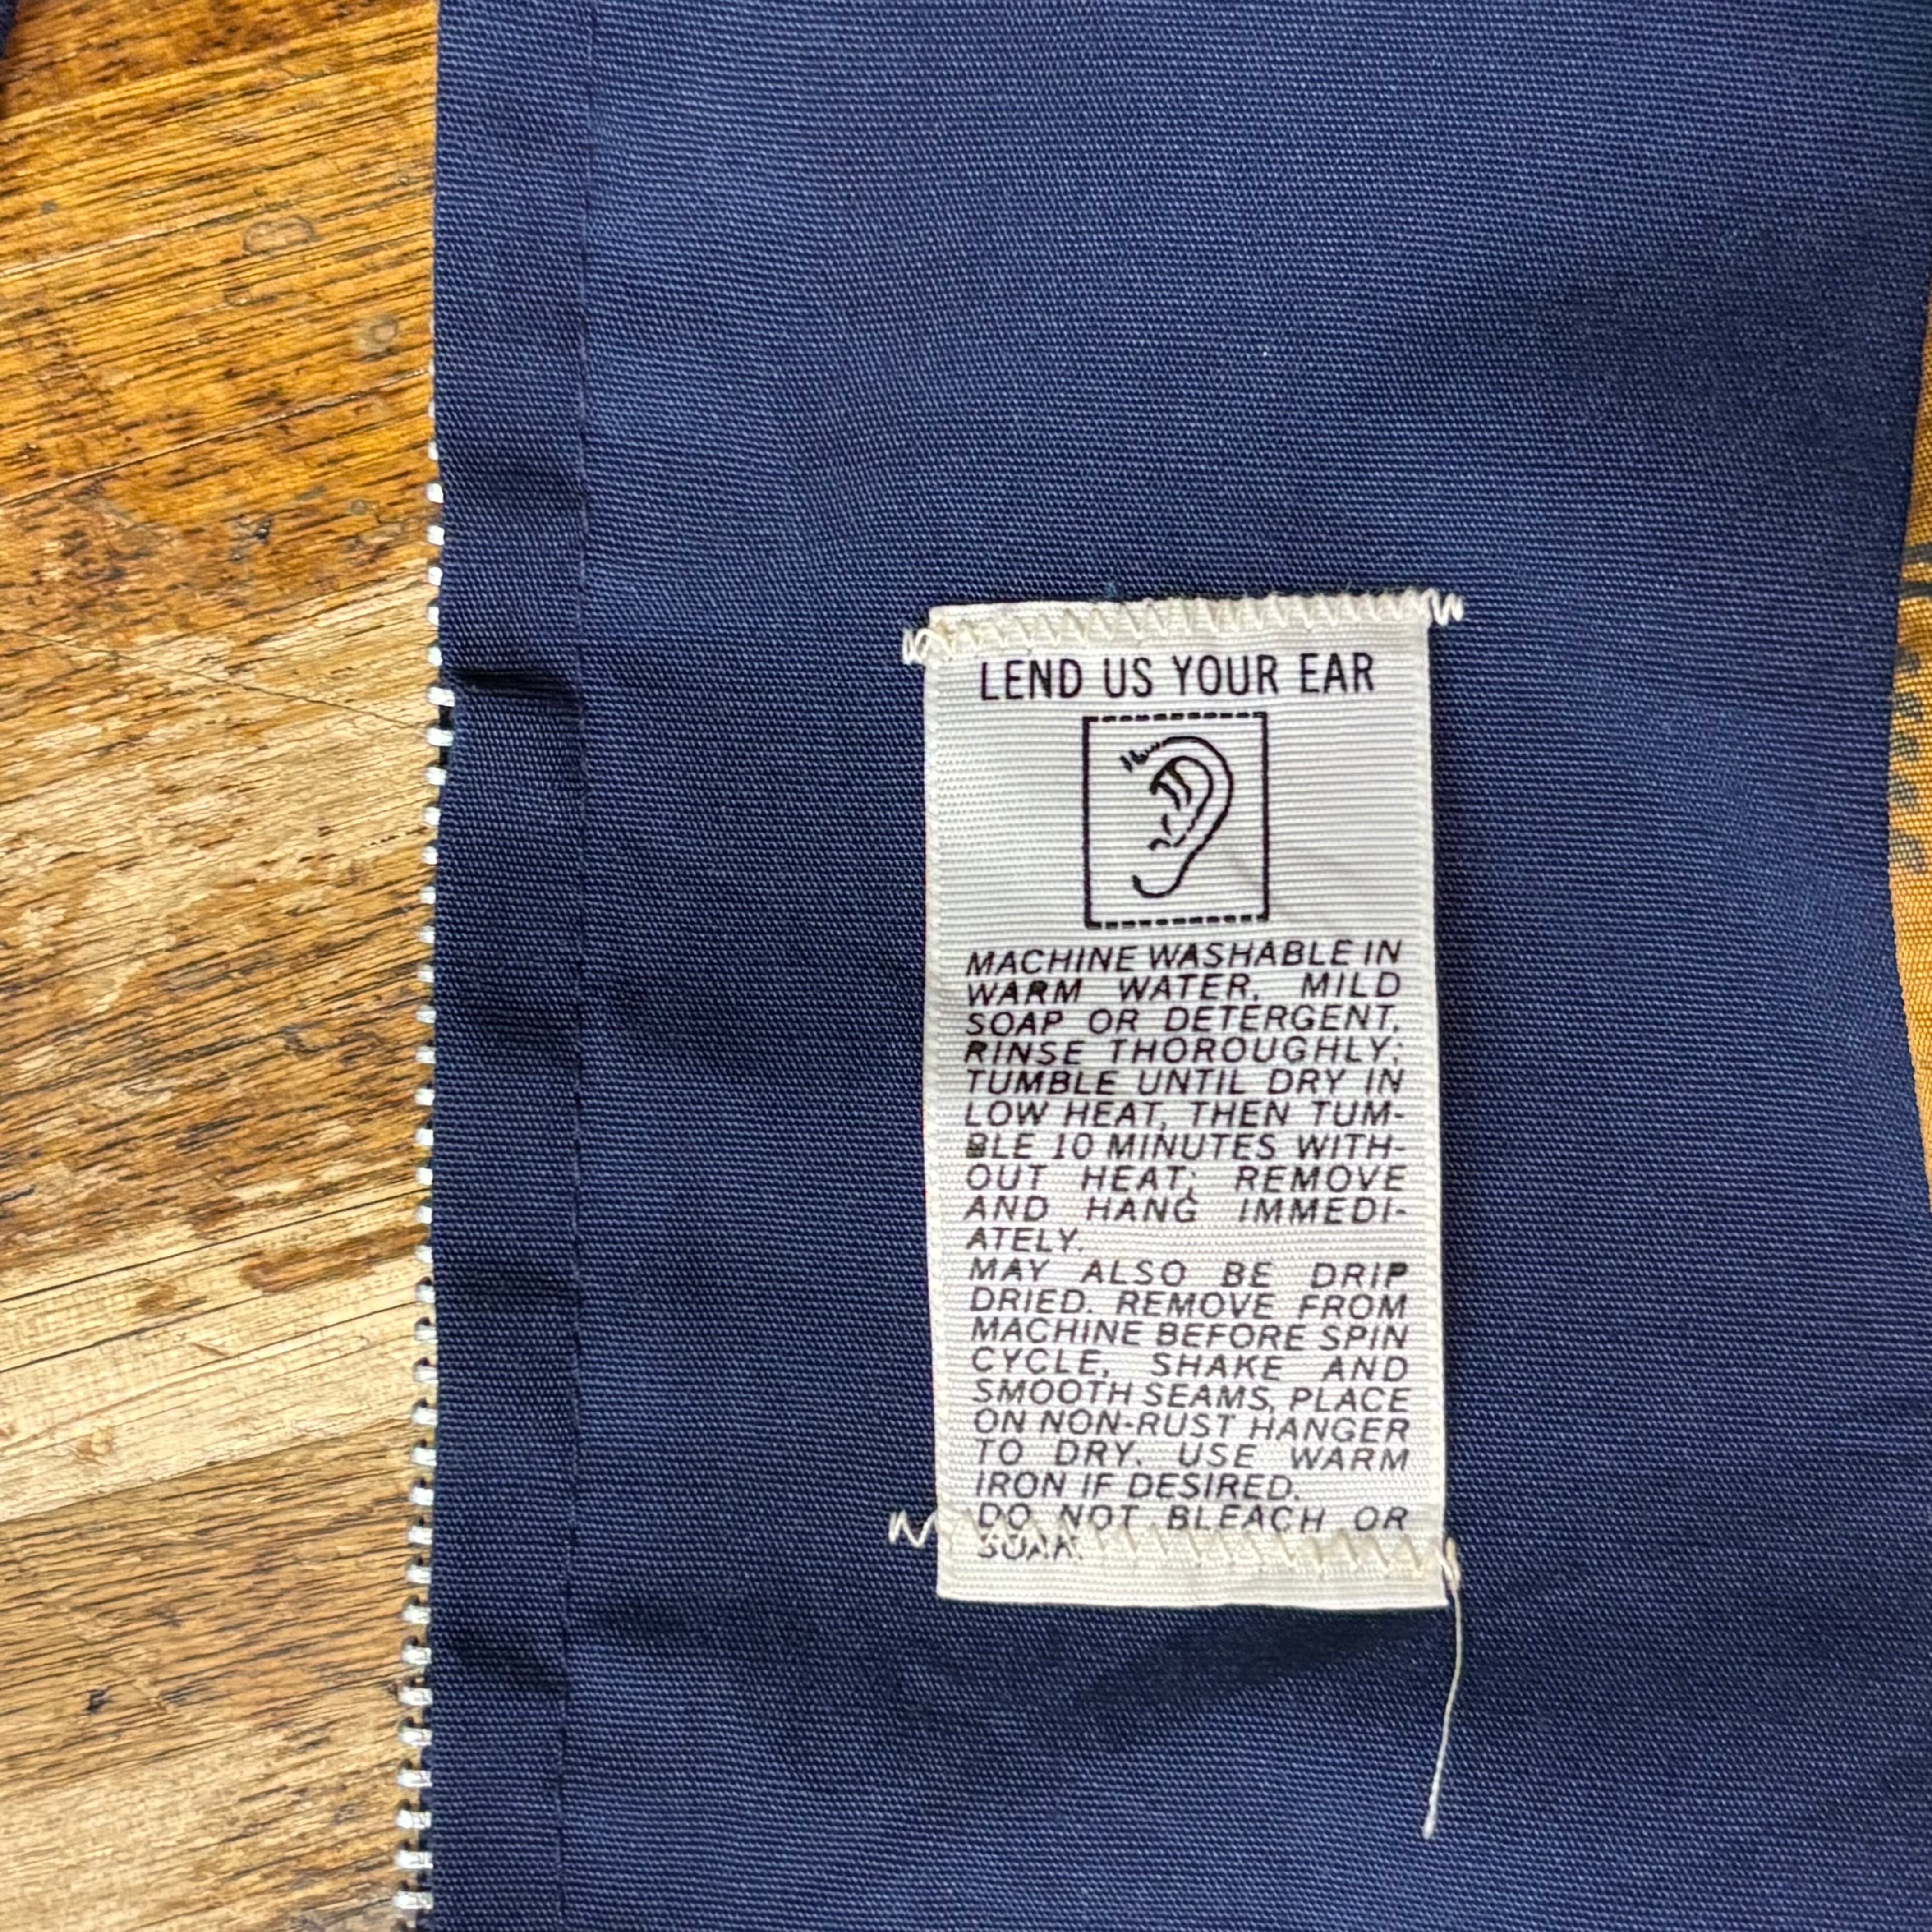 LEND US YOUR EAR
MACHINE WASHABLE IN
WARM WATER, MILD
SOAP OR DETERGENT,
RINSE THOROUGHLY;
TUMBLE UNTIL DRY IN
LOW HEAT, THEN TUM-
BLE 10 MINUTES WITH-
OUT HEAT; REMOVE
AND HANG IMMEDI-
ATELY.
MAY ALSO BE DRIP
DRIED. REMOVE FROM
MACHINE BEFORE SPIN
CYCLE, SHAKE AND
SMOOTH SEAMS, PLACE
ON NON-RUST HANGER
TO DRY. USE WARM
IRON IF DESIRED.
DO NOT BLEACH OR
SOAK.